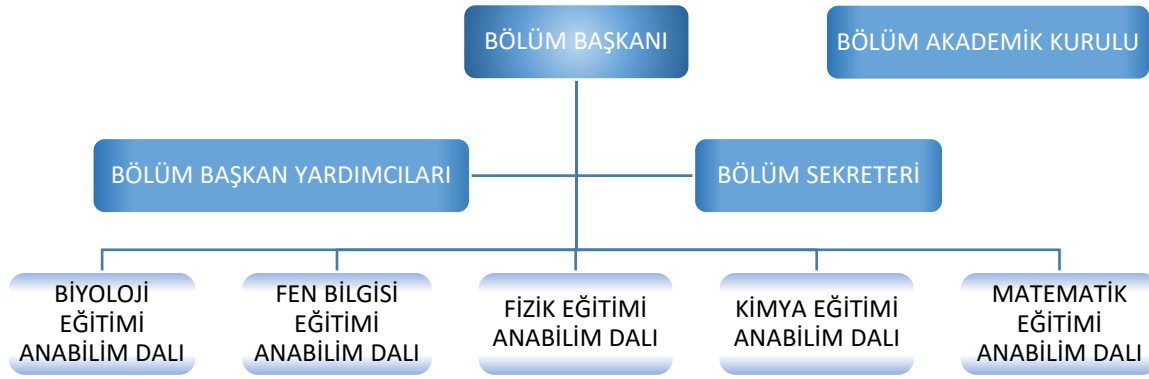 BÖLÜM BAŞKANI
BÖLÜM AKADEMİK KURULU
BÖLÜM BAŞKAN YARDIMCILARI
BÖLÜM SEKRETERİ
BİYOLOJİ
EĞİTİMİ
ANABİLİM DALI
FEN BİLGİSİ
EĞİTİMİ
ANABİLİM DALI
FİZİK EĞİTİMİ
ANABİLİM DALI
KİMYA EĞİTİMİ
ANABİLİM DALI
MATEMATİK
EĞİTİMİ
ANABİLİM DALI